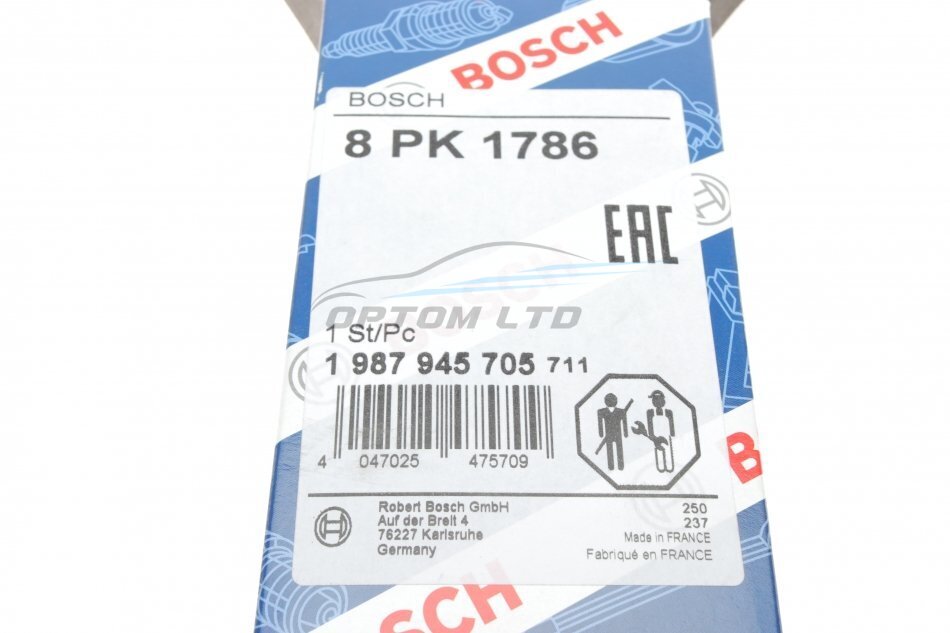 BOSCH
BOSCH
8 PK 1786
EAC
BOSCH
OPTOM LTD
1 St/Pc
1 987 945 705 711
4 047025 475709
B
Robert Bosch GmbH
Auf der Breit 4
76227 Karlsruhe
Germany
250
237
Made in FRANCE
Fabriqué en FRANCE
SCH